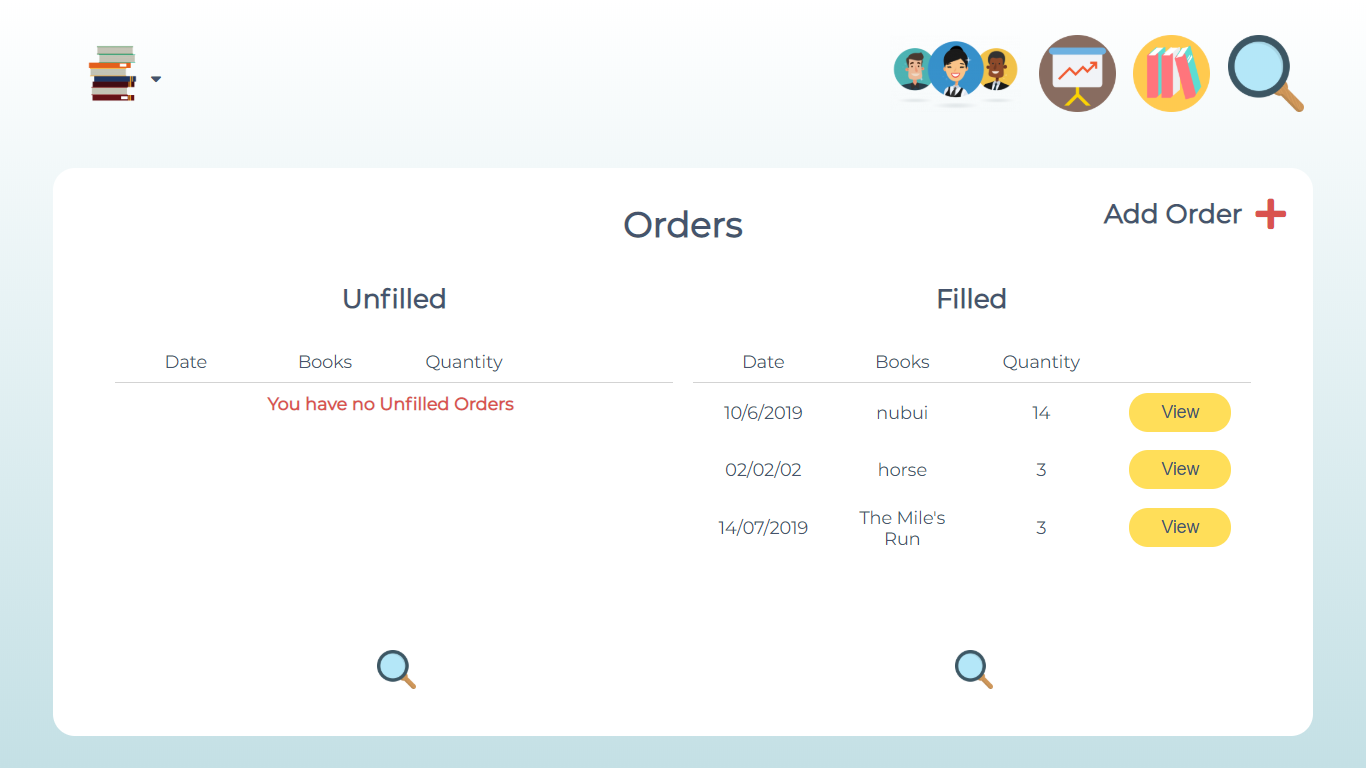 Orders
Add Order
Unfilled
Filled
Date Books Quantity
Date Books Quantity
You have no Unfilled Orders
10/6/2019 nubui 14 View
02/02/02 horse 3 View
14/07/2019 The Mile's Run 3 View